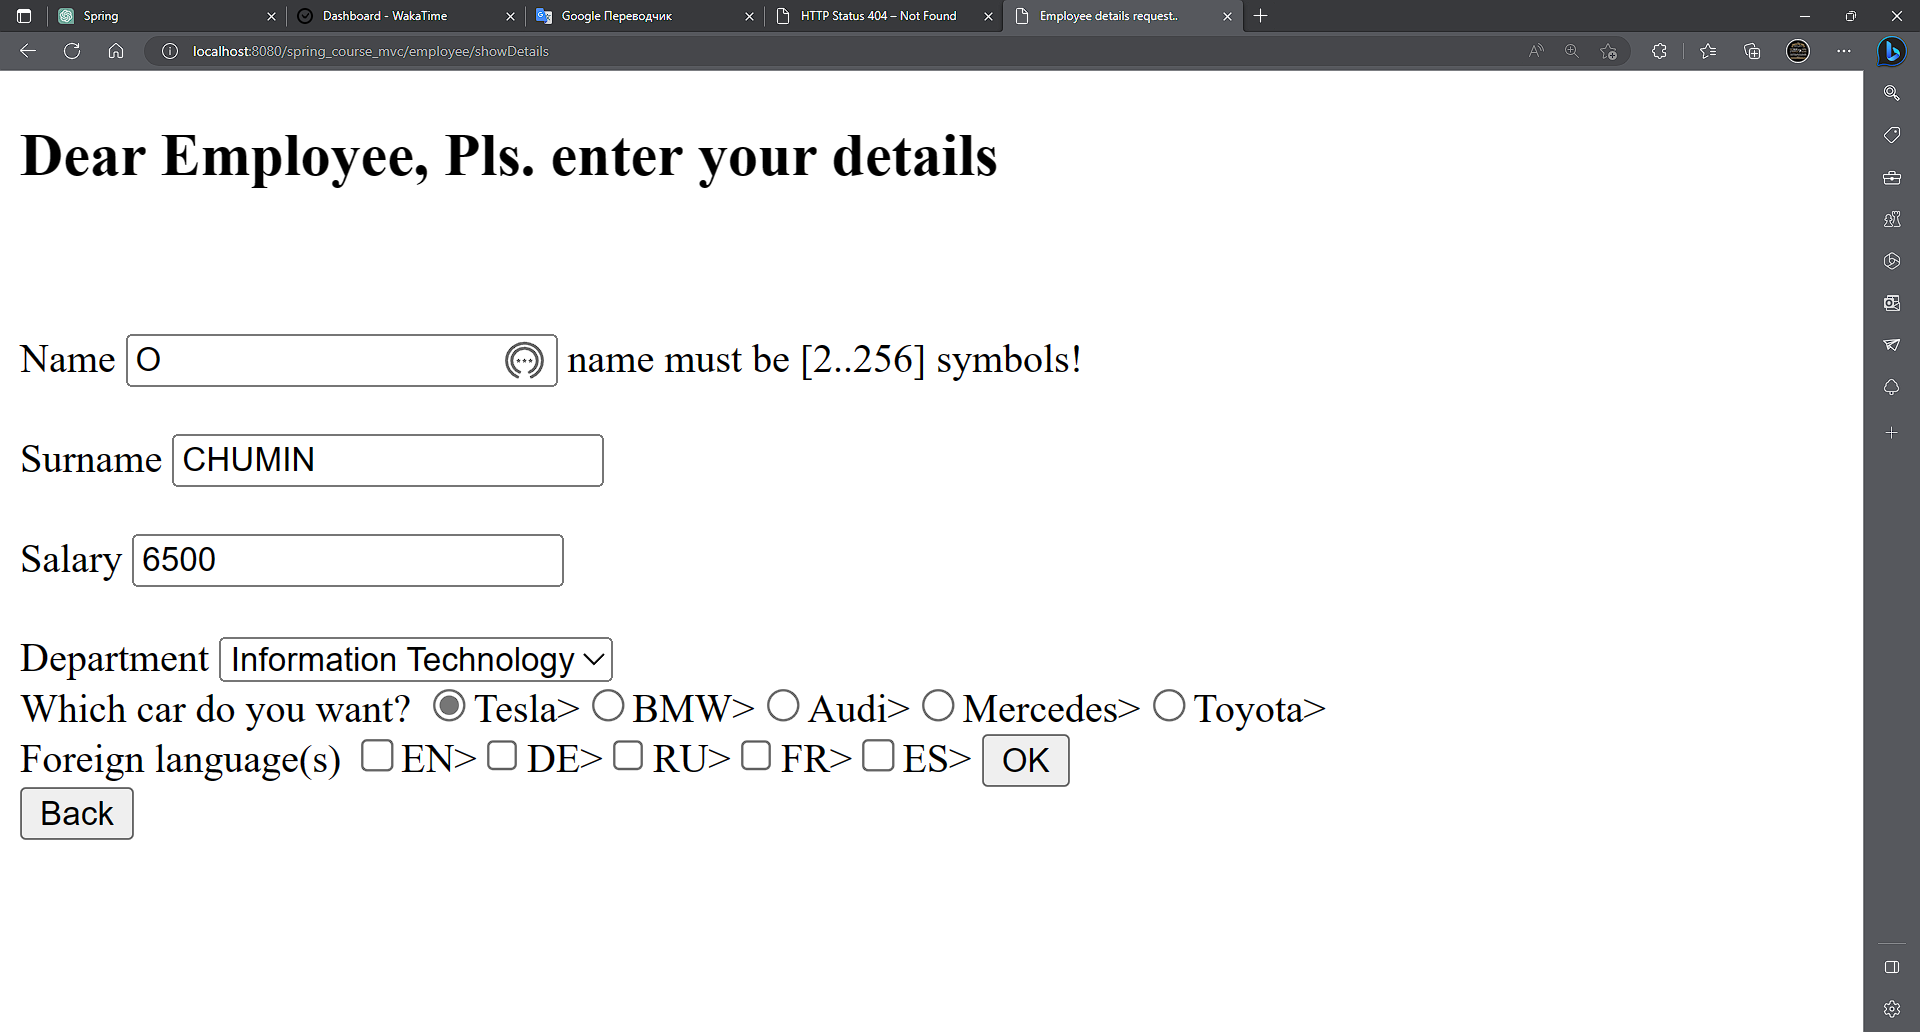 Spring
Dashboard - WakaTime
Google Переводчик
HTTP Status 404 – Not Found
Employee details request..
localhost:8080/spring_course_mvc/employee/showDetails
Dear Employee, Pls. enter your details
Name O name must be [2..256] symbols!
Surname CHUMIN
Salary 6500
Department Information Technology
Which car do you want? Tesla> BMW> Audi> Mercedes> Toyota>
Foreign language(s) EN> DE> RU> FR> ES> OK
Back